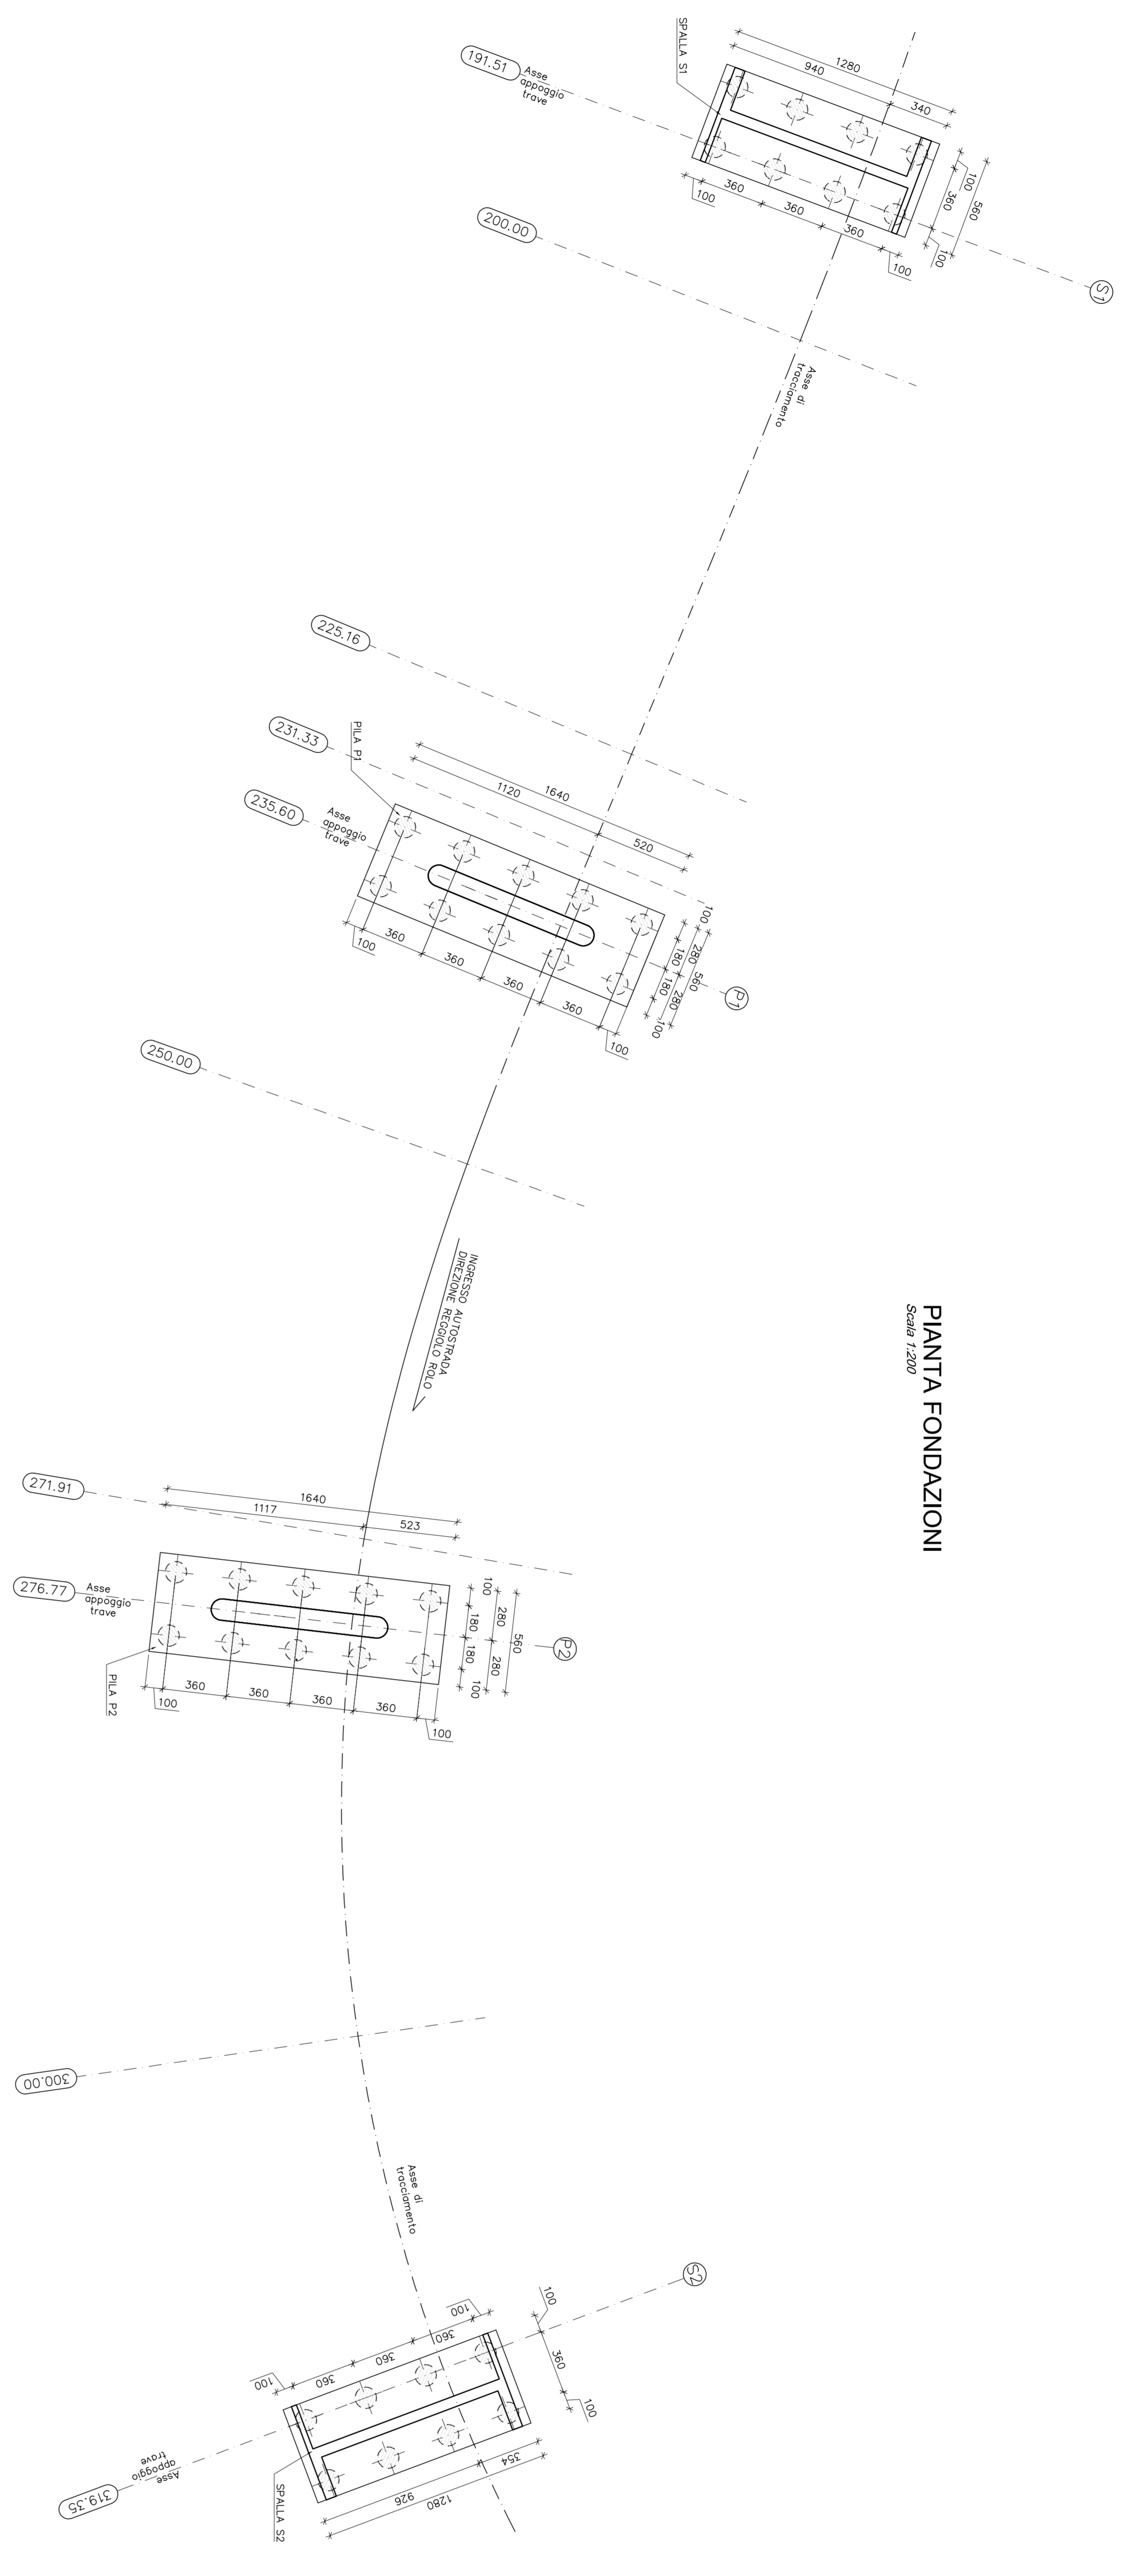 PIANTA FONDAZIONI
Scala 1:200
SPALLA S1
191.51
Asse
appoggio
trave
1280
940
340
100
360
100
560
100
360
360
360
100
S1
200.00
Asse di
tracciamento
225.16
231.33
PILA P1
235.60
Asse
appoggio
trave
1640
1120
520
100
280
180
560
180
280
100
P1
100
360
360
360
360
100
250.00
INGRESSO AUTOSTRADA
DIREZIONE REGGIOLO ROLO
271.91
1640
1117
523
276.77
Asse
appoggio
trave
100
280
180
560
180
280
100
P2
PILA P2
100
360
360
360
360
100
300.00
Asse di
tracciamento
S2
100
360
100
100
360
360
360
100
354
926
1280
319.35
Asse
appoggio
trave
SPALLA S2